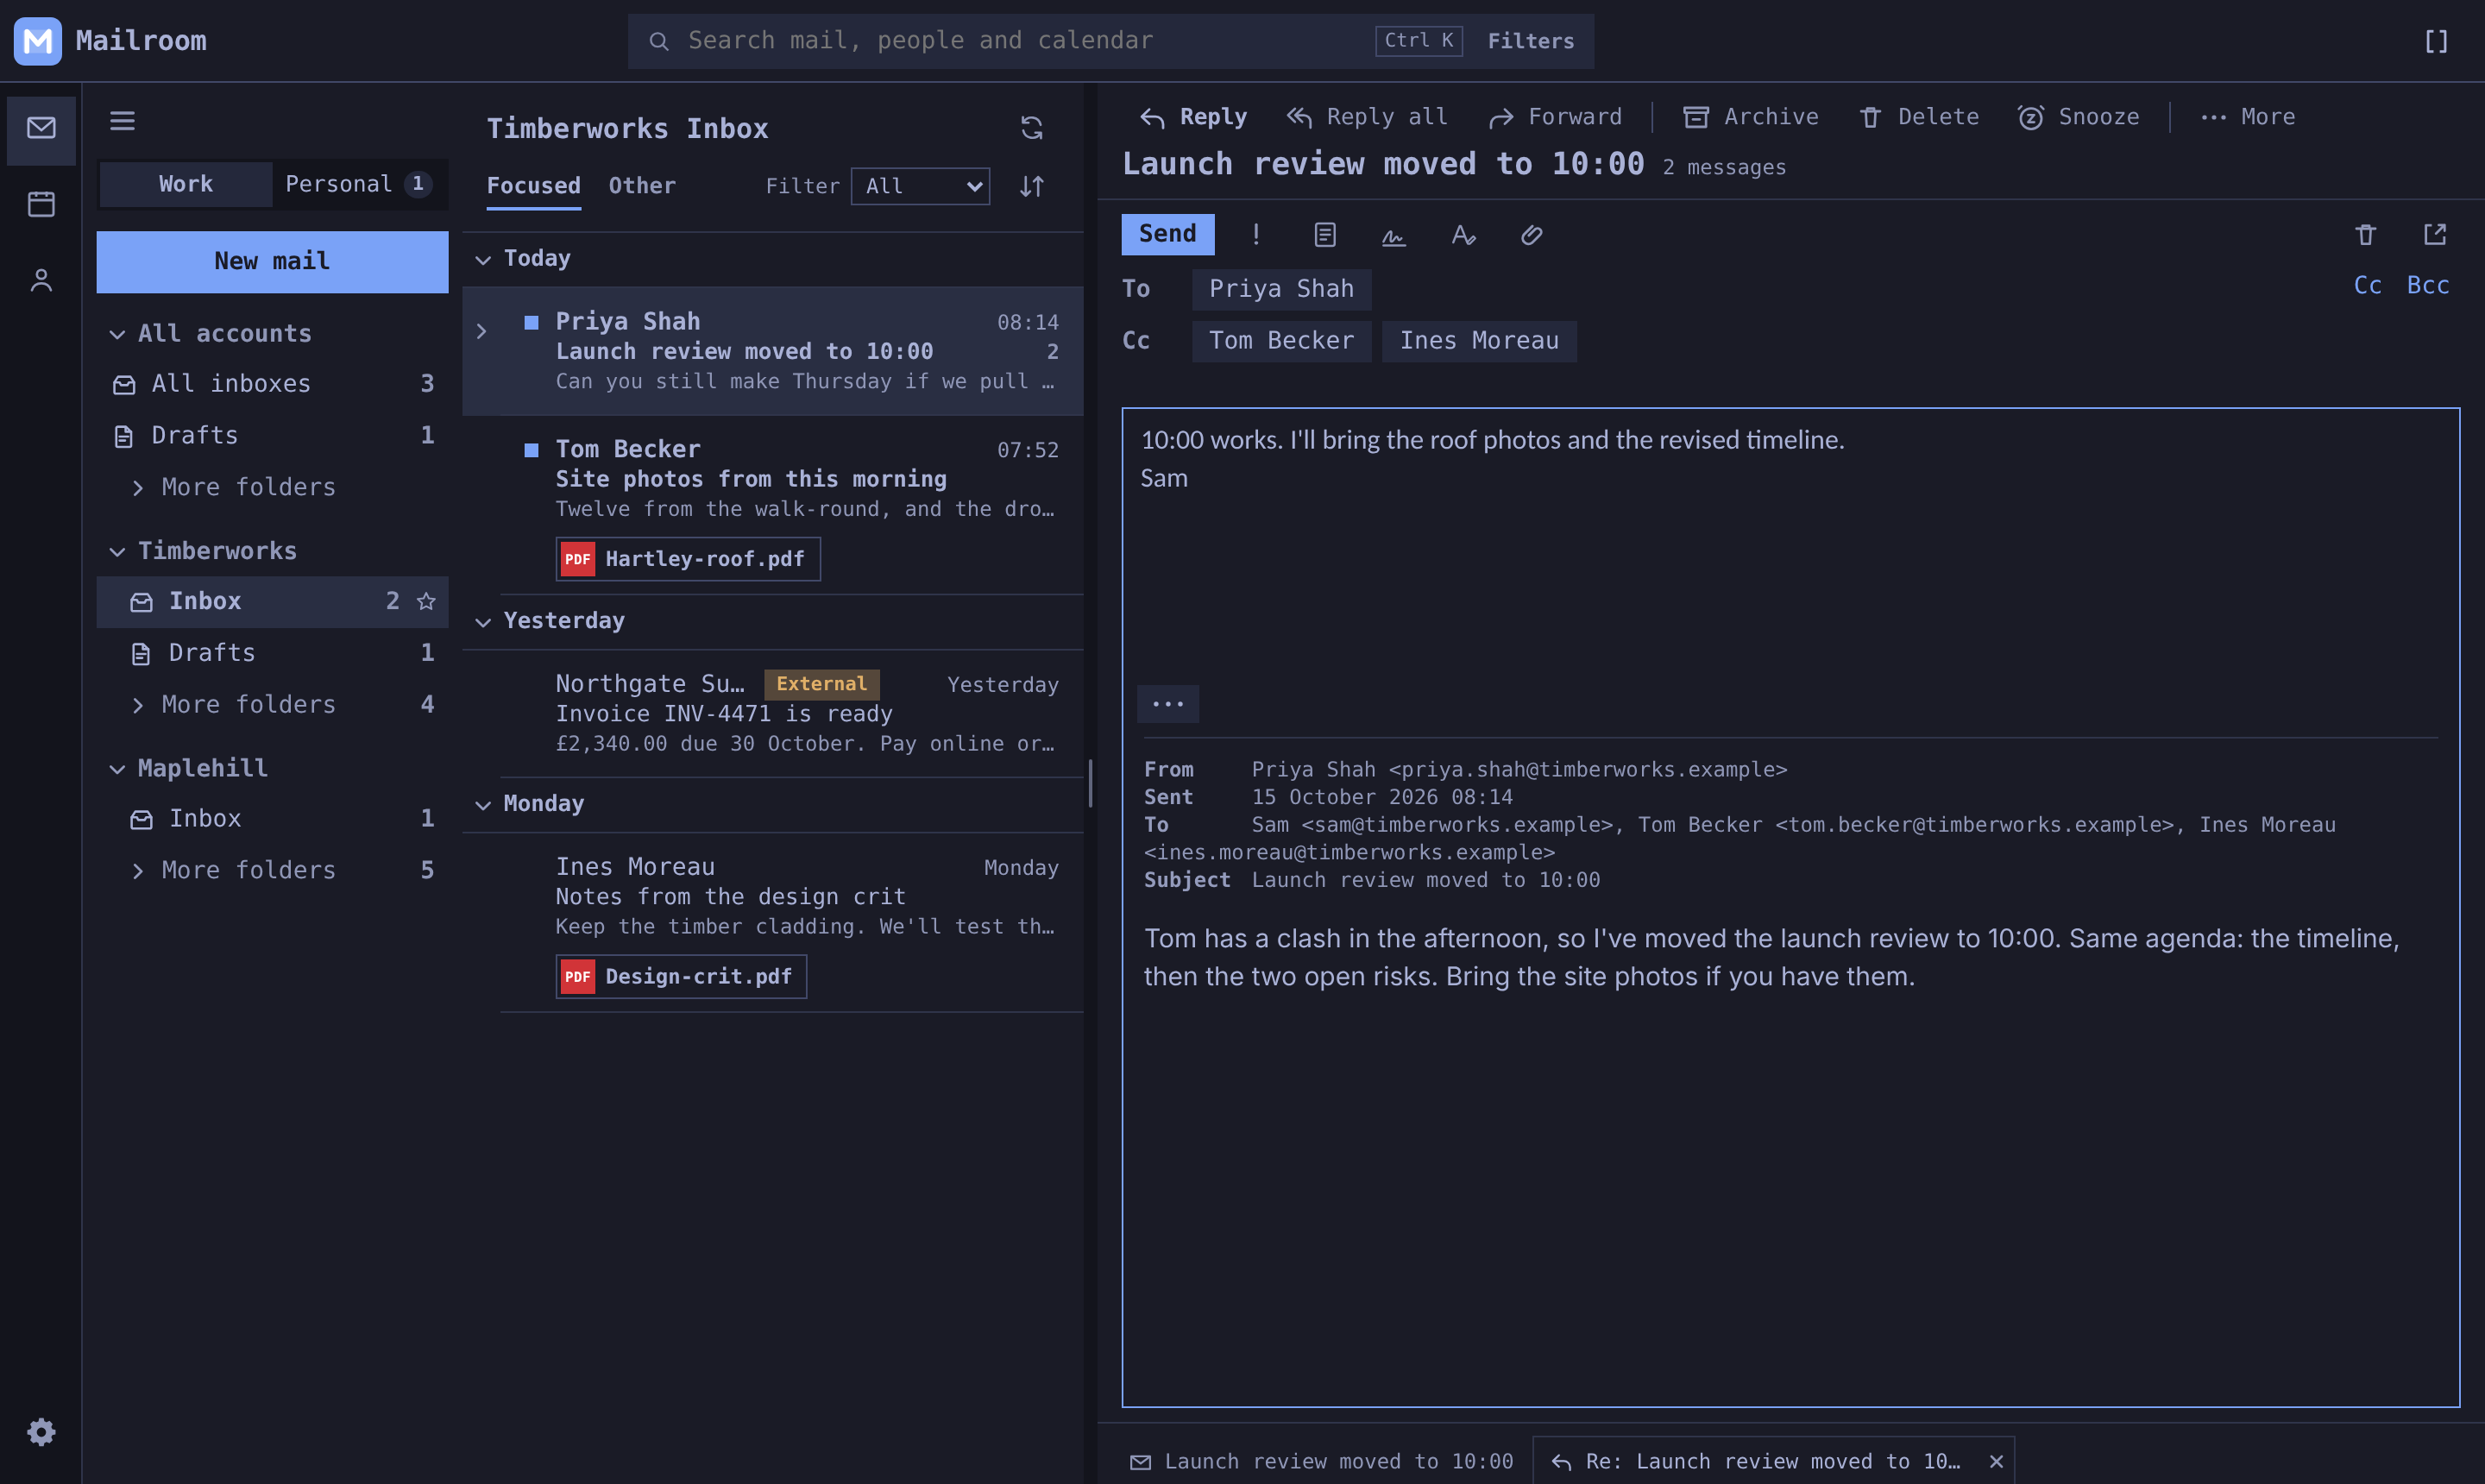 Mailroom
Search mail, people and calendar
Ctrl K
Filters
Work
Personal 1
New mail
All accounts
All inboxes 3
Drafts 1
More folders
Timberworks
Inbox 2
Drafts 1
More folders 4
Maplehill
Inbox 1
More folders 5
Timberworks Inbox
Focused Other Filter All
Today
Priya Shah 08:14
Launch review moved to 10:00 2
Can you still make Thursday if we pull …
Tom Becker 07:52
Site photos from this morning
Twelve from the walk-round, and the dro…
PDF Hartley-roof.pdf
Yesterday
Northgate Su… External Yesterday
Invoice INV-4471 is ready
£2,340.00 due 30 October. Pay online or…
Monday
Ines Moreau Monday
Notes from the design crit
Keep the timber cladding. We'll test th…
PDF Design-crit.pdf
Reply Reply all Forward Archive Delete Snooze More
Launch review moved to 10:00 2 messages
Send
To Priya Shah Cc Bcc
Cc Tom Becker Ines Moreau
10:00 works. I'll bring the roof photos and the revised timeline.
Sam
From Priya Shah <priya.shah@timberworks.example>
Sent 15 October 2026 08:14
To Sam <sam@timberworks.example>, Tom Becker <tom.becker@timberworks.example>, Ines Moreau
<ines.moreau@timberworks.example>
Subject Launch review moved to 10:00
Tom has a clash in the afternoon, so I've moved the launch review to 10:00. Same agenda: the timeline,
then the two open risks. Bring the site photos if you have them.
Launch review moved to 10:00
Re: Launch review moved to 10…